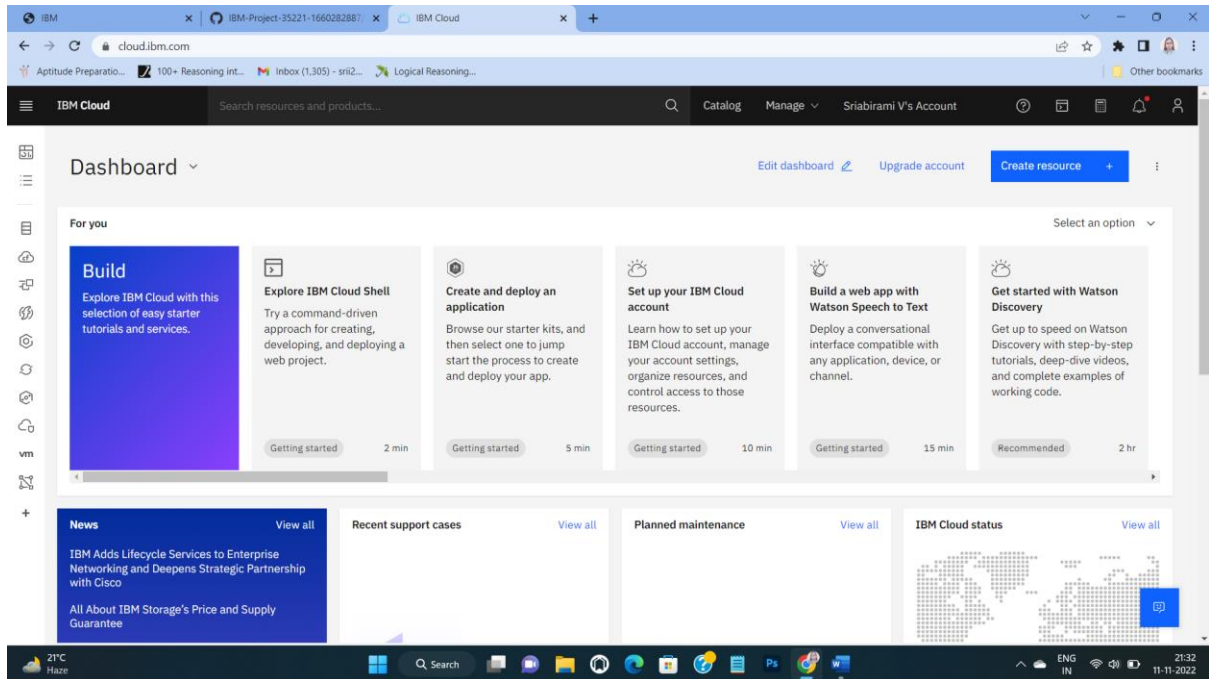 IBM
IBM-Project-35221-1660282887/
IBM Cloud
cloud.ibm.com
Aptitude Preparatio...
100+ Reasoning int...
Inbox (1,305) - srii2...
Logical Reasoning...
Other bookmarks
IBM Cloud
Search resources and products...
Catalog
Manage
Sriabirami V's Account
Dashboard
Edit dashboard
Upgrade account
Create resource +
For you
Select an option
Build
Explore IBM Cloud with this
selection of easy starter
tutorials and services.
Explore IBM Cloud Shell
Try a command-driven
approach for creating,
developing, and deploying a
web project.
Getting started
2 min
Create and deploy an
application
Browse our starter kits, and
then select one to jump
start the process to create
and deploy your app.
Getting started
5 min
Set up your IBM Cloud
account
Learn how to set up your
IBM Cloud account, manage
your account settings,
organize resources, and
control access to those
resources.
Getting started
10 min
Build a web app with
Watson Speech to Text
Deploy a conversational
interface compatible with
any application, device, or
channel.
Getting started
15 min
Get started with Watson
Discovery
Get up to speed on Watson
Discovery with step-by-step
tutorials, deep-dive videos,
and complete examples of
working code.
Recommended
2 hr
vm
News
View all
IBM Adds Lifecycle Services to Enterprise
Networking and Deepens Strategic Partnership
with Cisco
All About IBM Storage's Price and Supply
Guarantee
Recent support cases
View all
Planned maintenance
View all
IBM Cloud status
View all
21°C
Haze
Search
Ps
ENG
IN
21:32
11-11-2022